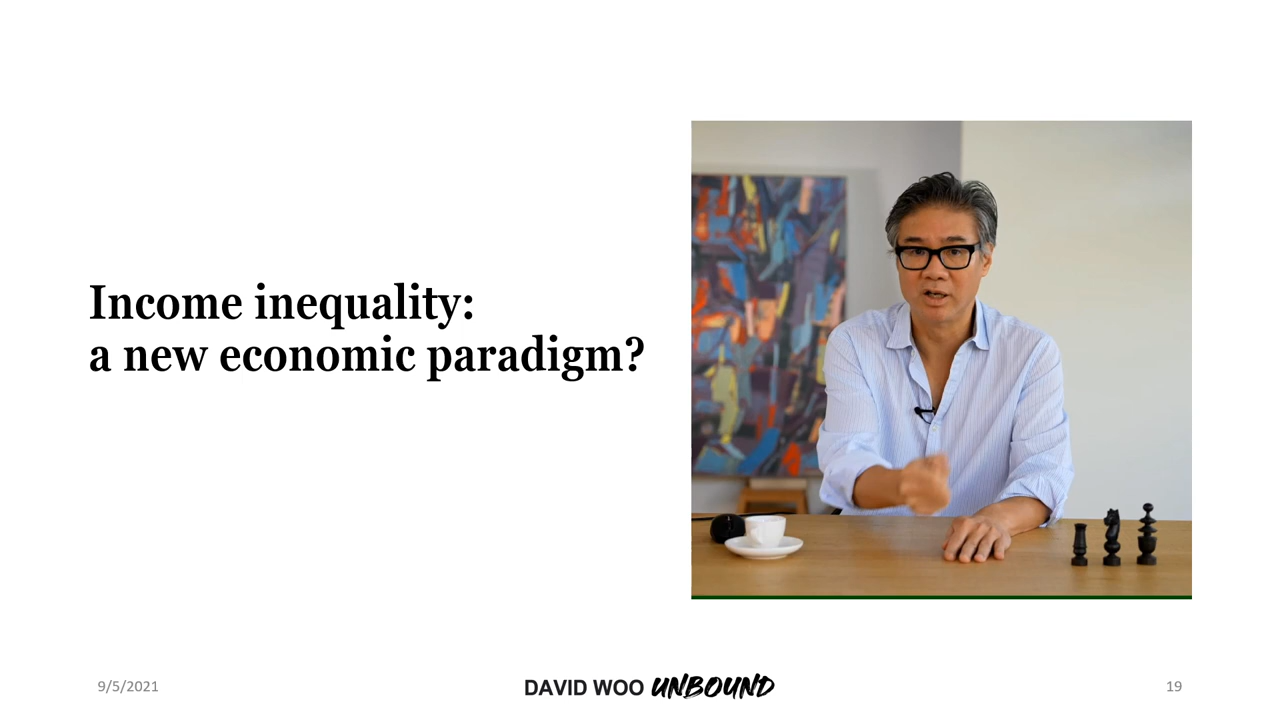 Income inequality:
a new economic paradigm?
9/5/2021
DAVID WOO UNBOUND
19